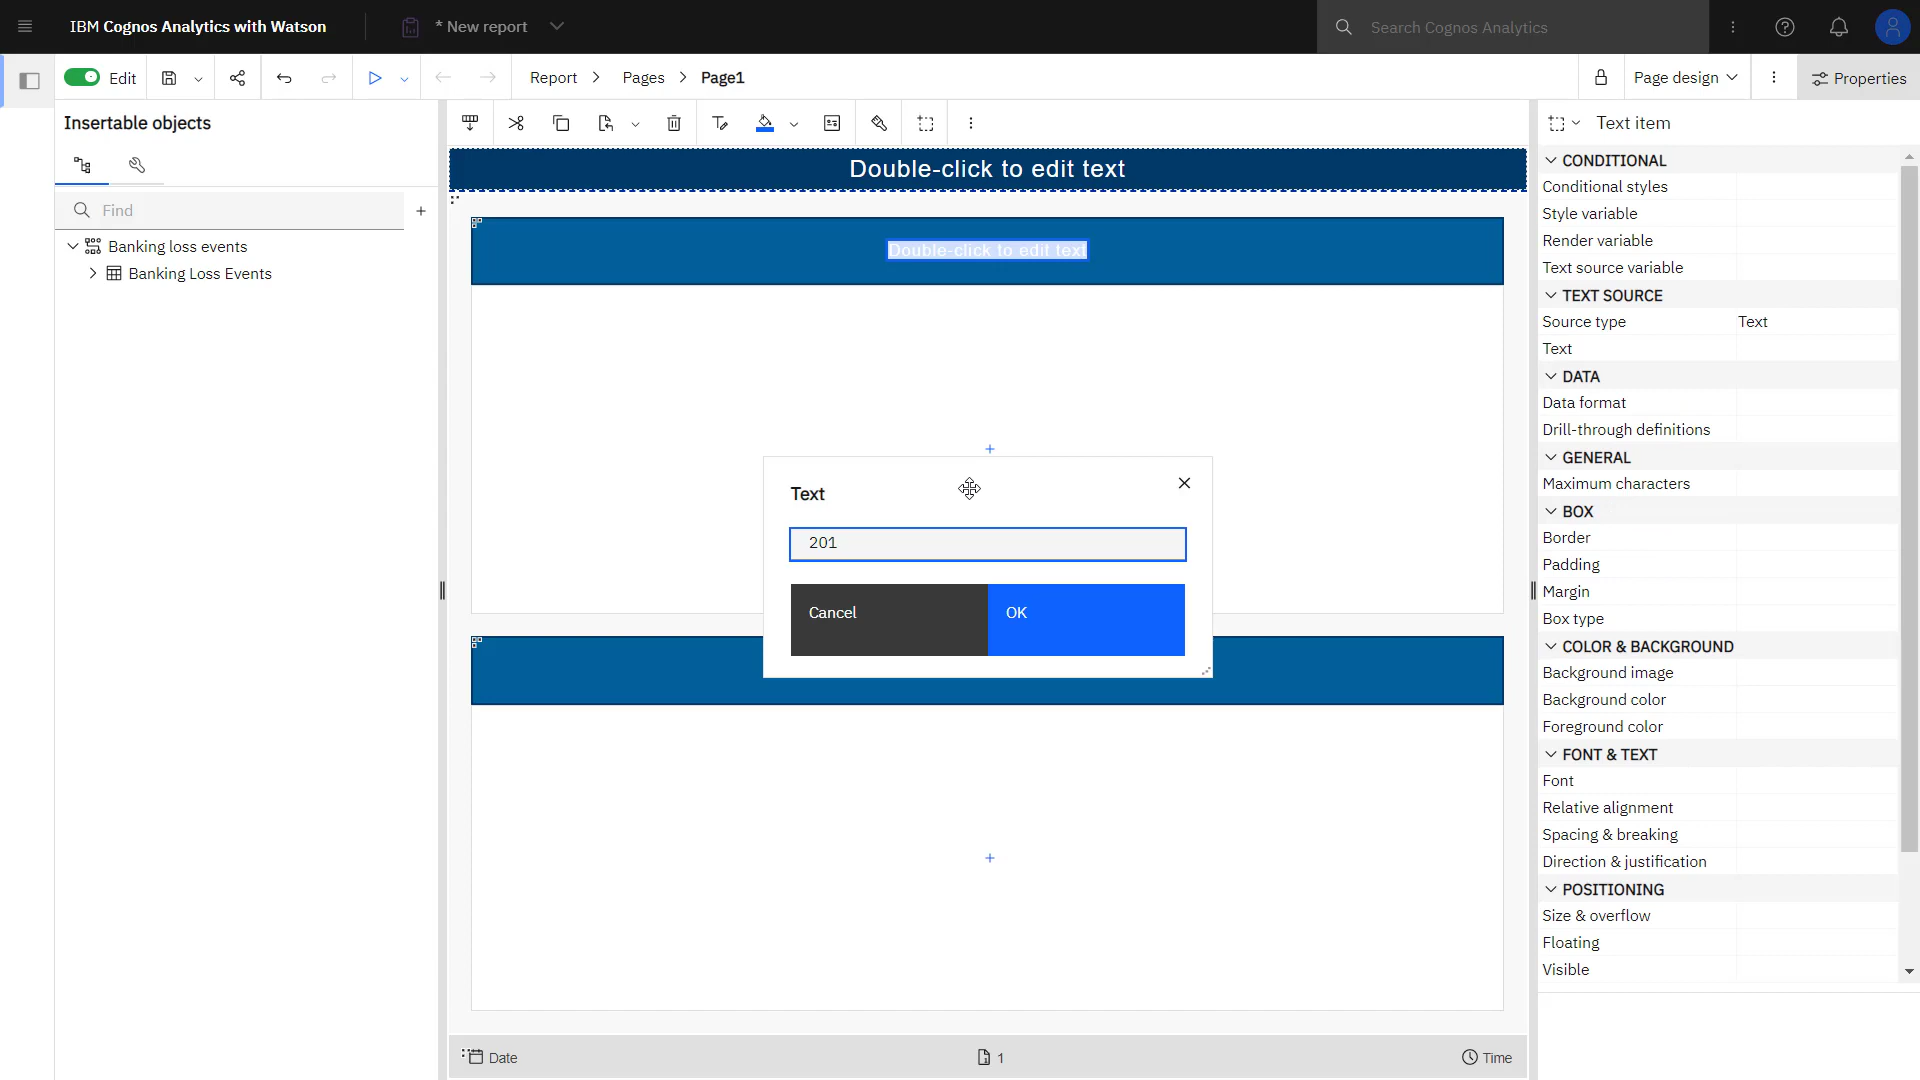 IBM Cognos Analytics with Watson
* New report
Search Cognos Analytics
Edit
Report > Pages > Page1
Page design
Properties
Insertable objects
Find
Banking loss events
Banking Loss Events
Double-click to edit text
Double-click to edit text
Text
201
Cancel
OK
Date
1
Time
Text item
CONDITIONAL
Conditional styles
Style variable
Render variable
Text source variable
TEXT SOURCE
Source type Text
Text
DATA
Data format
Drill-through definitions
GENERAL
Maximum characters
BOX
Border
Padding
Margin
Box type
COLOR & BACKGROUND
Background image
Background color
Foreground color
FONT & TEXT
Font
Relative alignment
Spacing & breaking
Direction & justification
POSITIONING
Size & overflow
Floating
Visible